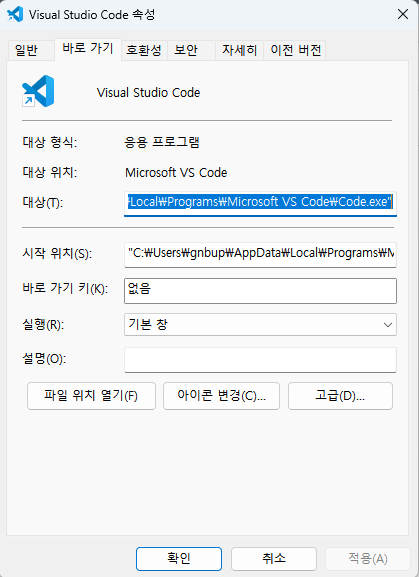 Visual Studio Code 속성
일반 바로 가기 호환성 보안 자세히 이전 버전
Visual Studio Code
대상 형식: 응용 프로그램
대상 위치: Microsoft VS Code
대상(T): ₩Local₩Programs₩Microsoft VS Code₩Code.exe"
시작 위치(S): "C:₩Users₩gnbup₩AppData₩Local₩Programs₩M
바로 가기 키(K): 없음
실행(R): 기본 창
설명(O):
파일 위치 열기(F) 아이콘 변경(C)... 고급(D)...
확인 취소 적용(A)